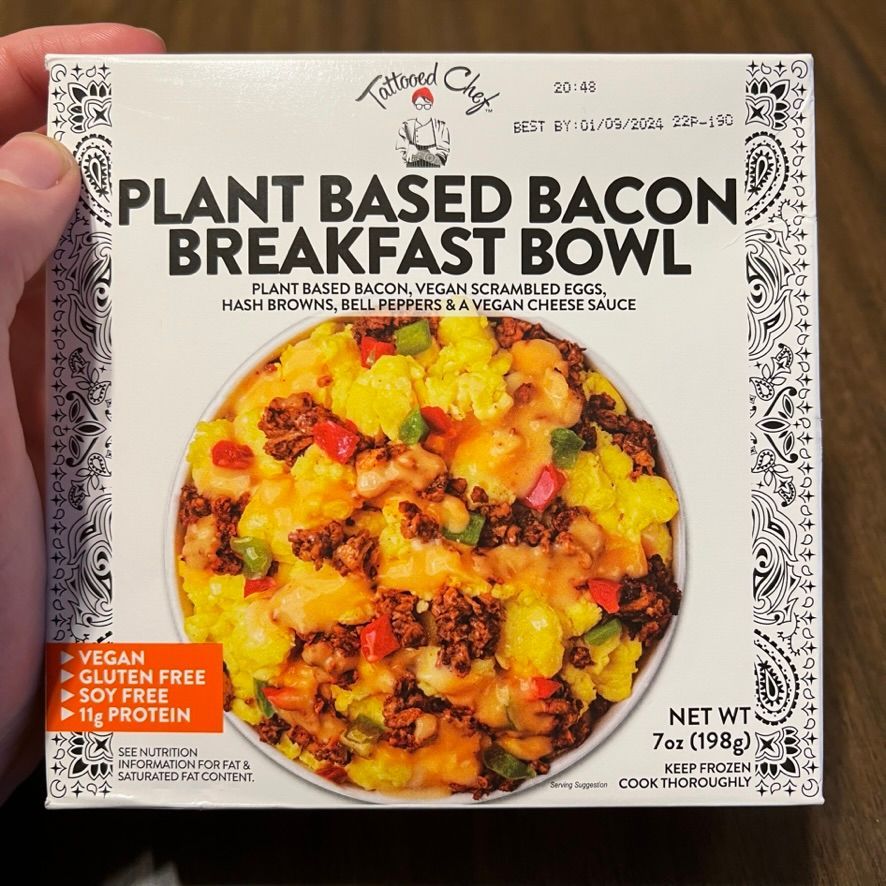 Tattooed Chef™
20:48
BEST BY:01/09/2024 22P-190
PLANT BASED BACON
BREAKFAST BOWL
PLANT BASED BACON, VEGAN SCRAMBLED EGGS,
HASH BROWNS, BELL PEPPERS & A VEGAN CHEESE SAUCE
▶ VEGAN
▶ GLUTEN FREE
▶ SOY FREE
▶ 11g PROTEIN
SEE NUTRITION
INFORMATION FOR FAT &
SATURATED FAT CONTENT.
Serving Suggestion
NET WT
7oz (198g)
KEEP FROZEN
COOK THOROUGHLY